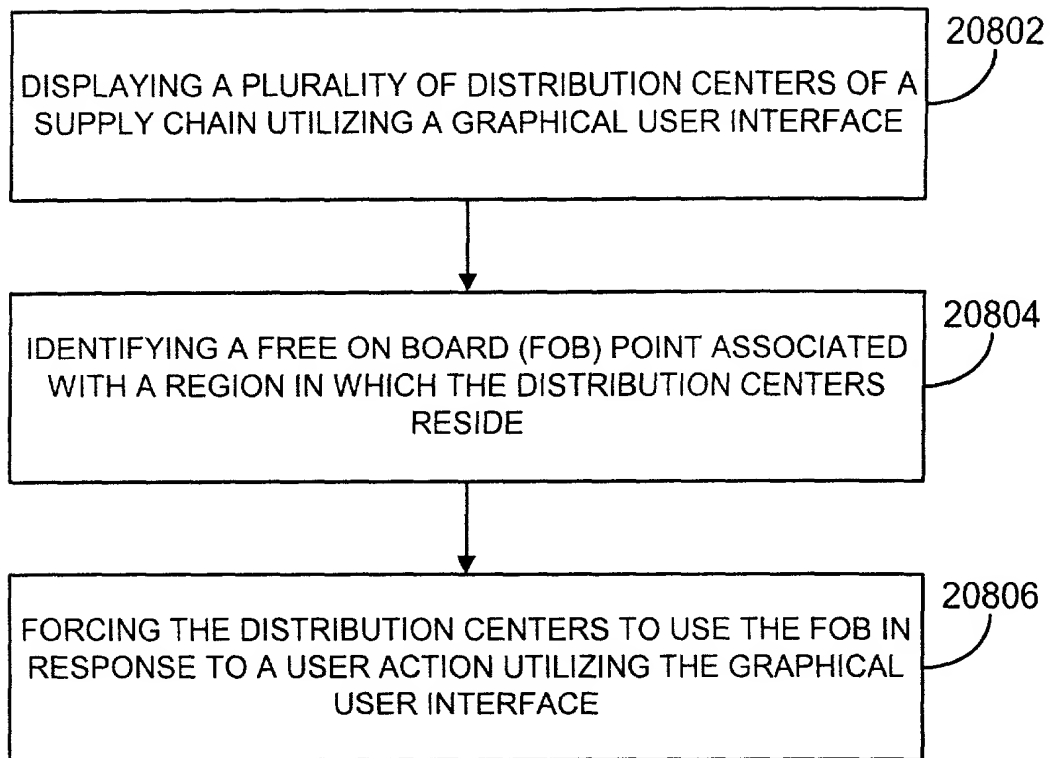 20802
DISPLAYING A PLURALITY OF DISTRIBUTION CENTERS OF A
SUPPLY CHAIN UTILIZING A GRAPHICAL USER INTERFACE
20804
IDENTIFYING A FREE ON BOARD (FOB) POINT ASSOCIATED
WITH A REGION IN WHICH THE DISTRIBUTION CENTERS
RESIDE
20806
FORCING THE DISTRIBUTION CENTERS TO USE THE FOB IN
RESPONSE TO A USER ACTION UTILIZING THE GRAPHICAL
USER INTERFACE